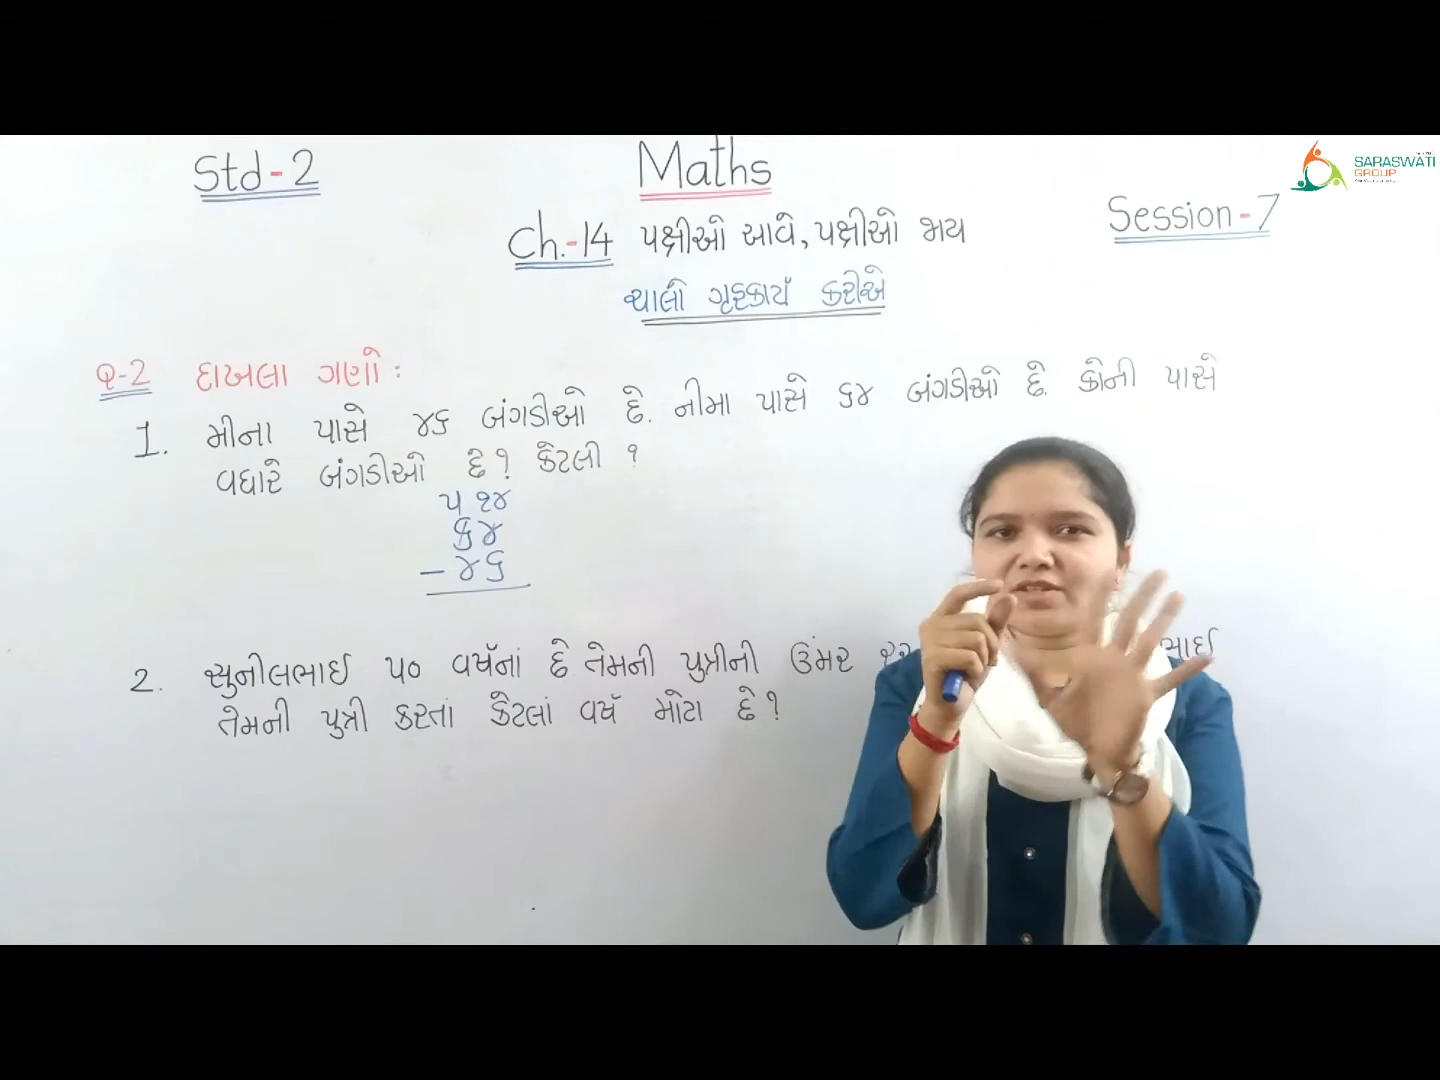 Std-2
Maths
SARASWATI
GROUP
Session-7
Ch.-14 પક્ષીઓ આવે, પક્ષીઓ જાય
ચાલો ગૃહકાર્ય કરીએ
Q-2 દાખલા ગણો :
1. મીના પાસે ૪૬ બંગડીઓ છે. નીમા પાસે ૬૪ બંગડીઓ છે. કોની પાસે
વધારે બંગડીઓ છે? કેટલી ?
૫ ૧૪
૬૪
– ૪૬
2. સુનીલભાઈ ૫૦ વર્ષનાં છે તેમની પુત્રીની ઉંમર ભાઈ
તેમની પુત્રી કરતાં કેટલાં વર્ષ મોટા છે?